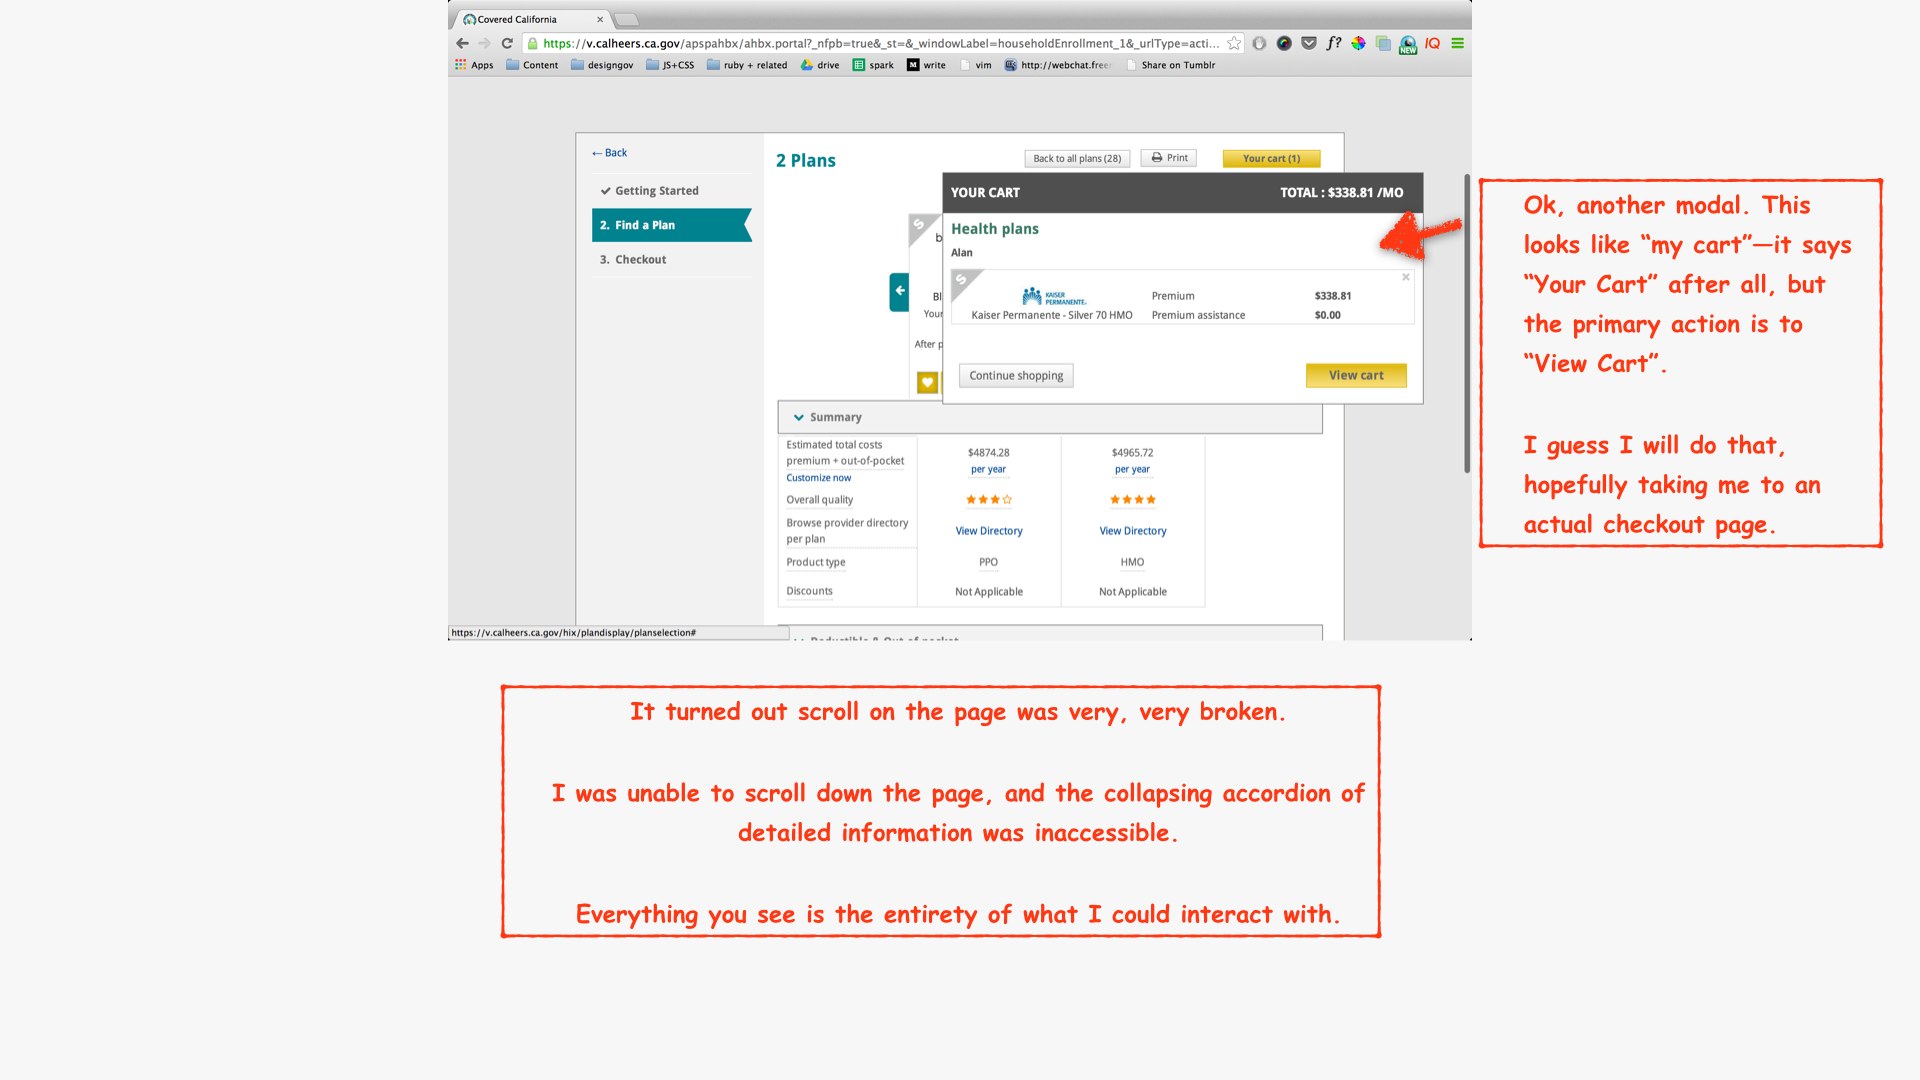 Covered California
https://v.calheers.ca.gov/apspahbx/ahbx.portal?_nfpb=true&_st=&_windowLabel=householdEnrollment_1&_urlType=acti...
f?
NEW
IQ
Apps
Content
designgov
JS+CSS
ruby + related
drive
spark
write
vim
http://webchat.free
Share on Tumblr
← Back
Getting Started
2. Find a Plan
3. Checkout
2 Plans
Back to all plans (28)
Print
Your cart (1)
YOUR CART
TOTAL : $338.81 /MO
Health plans
Alan
S
KAISER
PERMANENTE.
Kaiser Permanente - Silver 70 HMO
Premium
$338.81
Premium assistance
$0.00
Continue shopping
View cart
S
b
Bl
Your
After p
Summary
Estimated total costs
premium + out-of-pocket
Customize now
$4874.28
per year
$4965.72
per year
Overall quality
Browse provider directory
per plan
View Directory
View Directory
Product type
PPO
HMO
Discounts
Not Applicable
Not Applicable
Deductible & Out-of-pocket
https://v.calheers.ca.gov/hix/plandisplay/planselection#
Ok, another modal. This
looks like “my cart”—it says
“Your Cart” after all, but
the primary action is to
“View Cart”.
I guess I will do that,
hopefully taking me to an
actual checkout page.
It turned out scroll on the page was very, very broken.
I was unable to scroll down the page, and the collapsing accordion of
detailed information was inaccessible.
Everything you see is the entirety of what I could interact with.